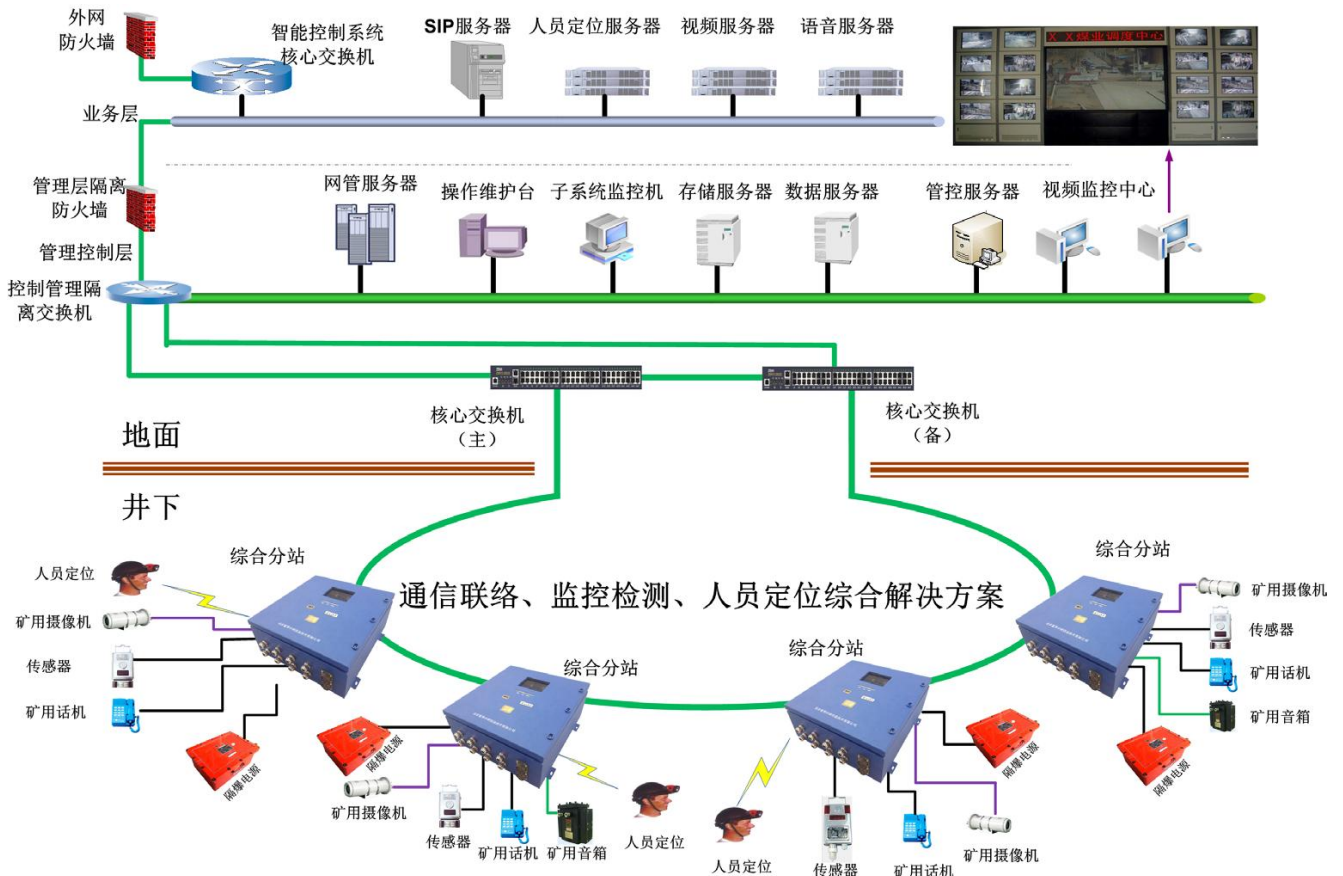 外网
防火墙
智能控制系统
核心交换机
SIP服务器
人员定位服务器
视频服务器
语音服务器
X X煤业调度中心
业务层
管理层隔离
防火墙
网管服务器
操作维护台
子系统监控机
存储服务器
数据服务器
管控服务器
视频监控中心
管理控制层
控制管理隔
离交换机
核心交换机
（主）
核心交换机
（备）
地面
井下
综合分站
人员定位
矿用摄像机
传感器
矿用话机
隔爆电源
通信联络、监控检测、人员定位综合解决方案
综合分站
隔爆电源
矿用摄像机
传感器
矿用话机
矿用音箱
人员定位
综合分站
人员定位
传感器
矿用话机
矿用摄像机
隔爆电源
综合分站
矿用摄像机
传感器
矿用话机
矿用音箱
隔爆电源